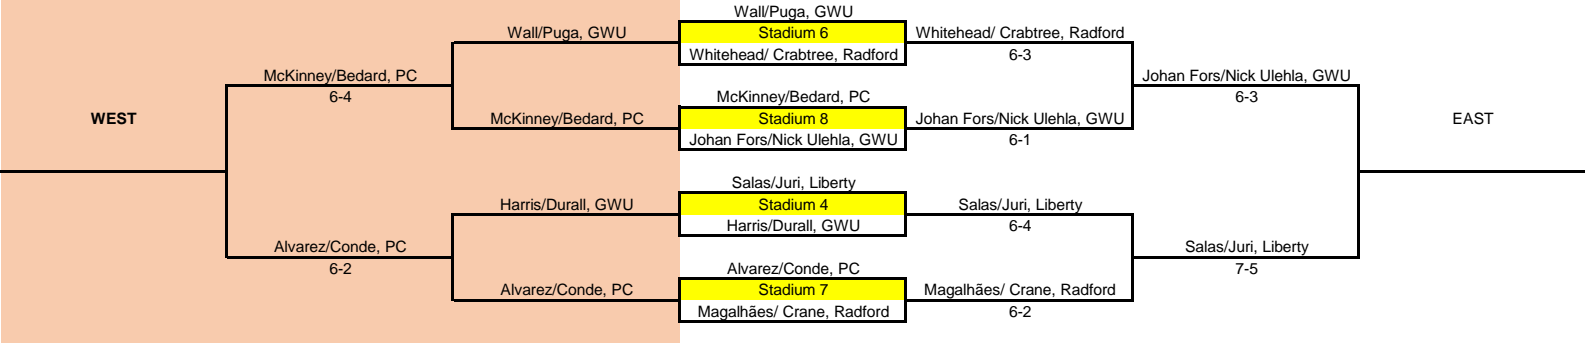 Wall/Puga, GWU
Wall/Puga, GWU Stadium 6 Whitehead/ Crabtree, Radford
Whitehead/ Crabtree, Radford 6-3
McKinney/Bedard, PC Johan Fors/Nick Ulehla, GWU
6-4 McKinney/Bedard, PC 6-3
WEST McKinney/Bedard, PC Stadium 8 Johan Fors/Nick Ulehla, GWU EAST
Johan Fors/Nick Ulehla, GWU 6-1
Salas/Juri, Liberty
Harris/Durall, GWU Stadium 4 Salas/Juri, Liberty
Harris/Durall, GWU 6-4
Alvarez/Conde, PC Salas/Juri, Liberty
6-2 Alvarez/Conde, PC 7-5
Alvarez/Conde, PC Stadium 7 Magalhães/ Crane, Radford
Magalhães/ Crane, Radford 6-2